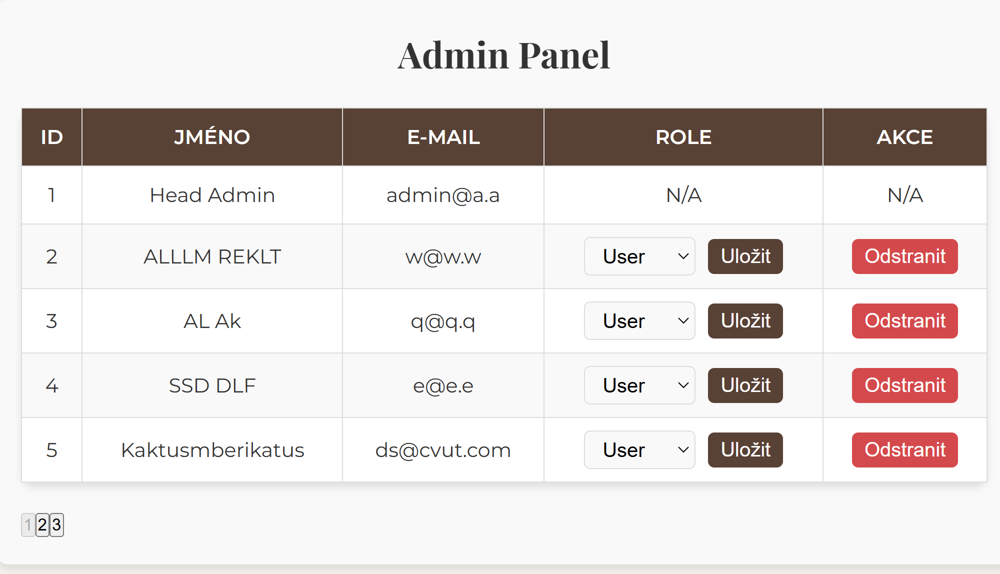 Admin Panel
ID JMÉNO E-MAIL ROLE AKCE
1 Head Admin admin@a.a N/A N/A
2 ALLLM REKLT w@w.w User Uložit Odstranit
3 AL Ak q@q.q User Uložit Odstranit
4 SSD DLF e@e.e User Uložit Odstranit
5 Kaktusmberikatus ds@cvut.com User Uložit Odstranit
1 2 3